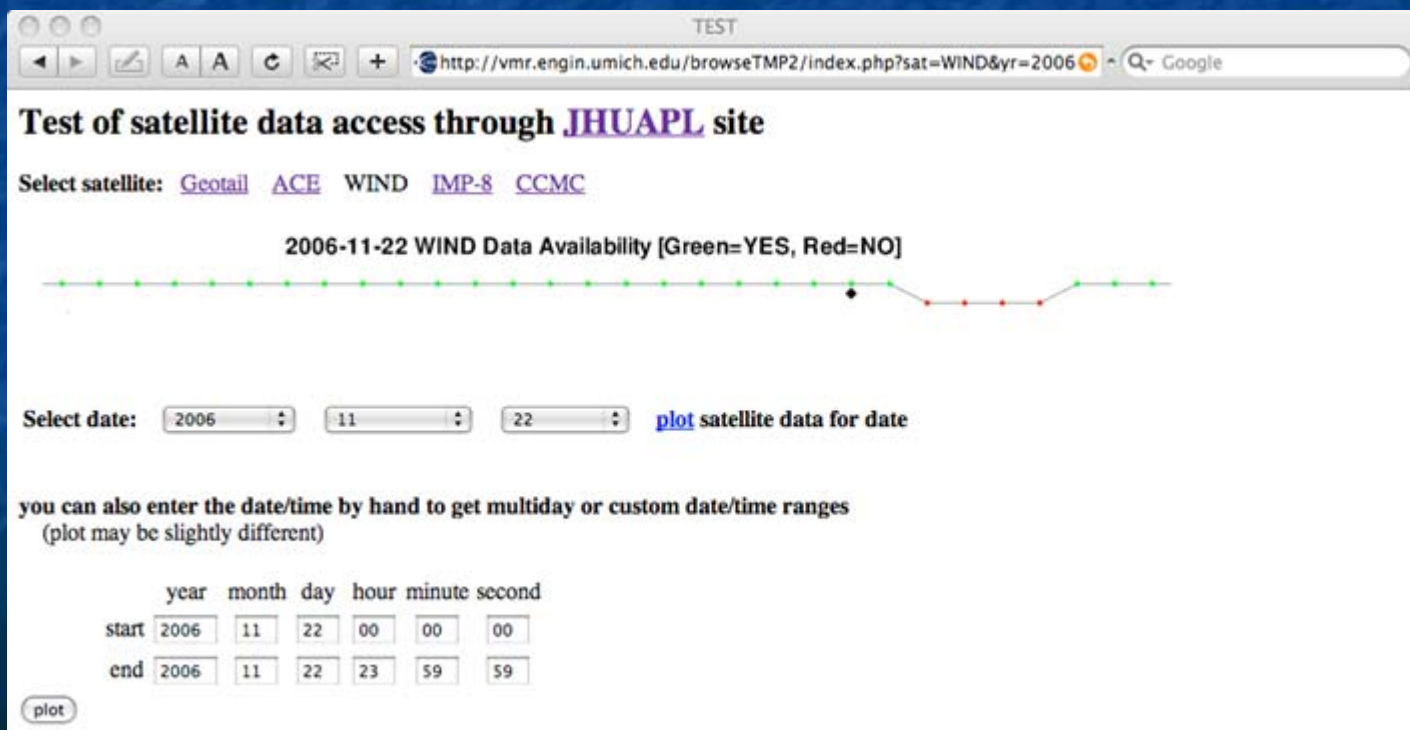 TEST
A A + http://vmr.engin.umich.edu/browseTMP2/index.php?sat=WIND&yr=2006 Google
Test of satellite data access through JHUAPL site
Select satellite: Geotail ACE WIND IMP-8 CCMC
2006-11-22 WIND Data Availability [Green=YES, Red=NO]
Select date: 2006 11 22 plot satellite data for date
you can also enter the date/time by hand to get multiday or custom date/time ranges
(plot may be slightly different)
year month day hour minute second
start 2006 11 22 00 00 00
end 2006 11 22 23 59 59
plot